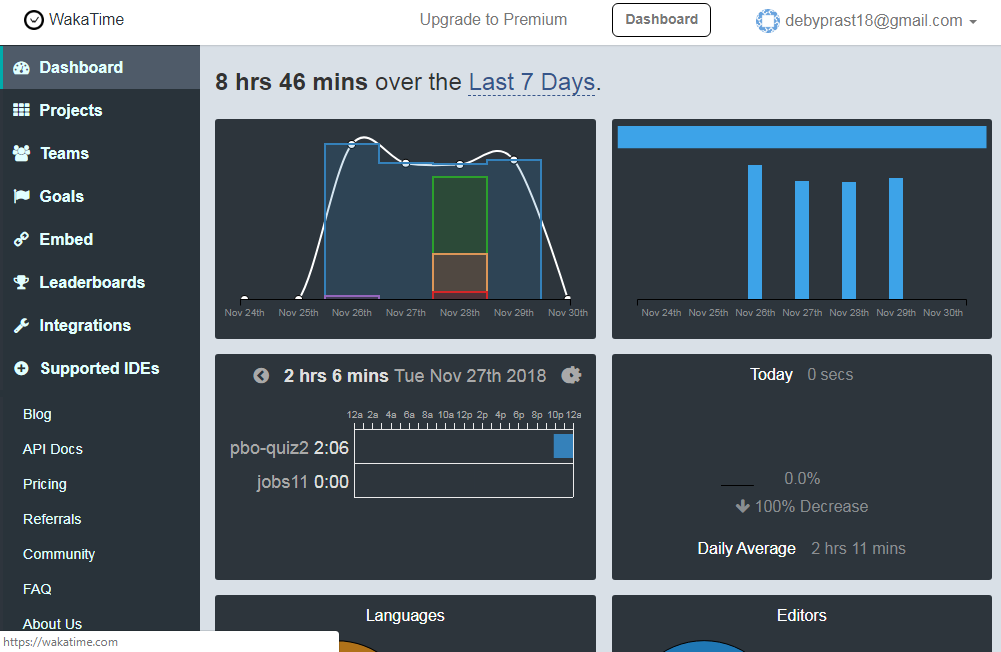 WakaTime
Upgrade to Premium
Dashboard
debyprast18@gmail.com
Dashboard
Projects
Teams
Goals
Embed
Leaderboards
Integrations
Supported IDEs
Blog
API Docs
Pricing
Referrals
Community
FAQ
About Us
https://wakatime.com
8 hrs 46 mins over the Last 7 Days.
Nov 24th Nov 25th Nov 26th Nov 27th Nov 28th Nov 29th Nov 30th
Nov 24th Nov 25th Nov 26th Nov 27th Nov 28th Nov 29th Nov 30th
2 hrs 6 mins Tue Nov 27th 2018
12a 2a 4a 6a 8a 10a 12p 2p 4p 6p 8p 10p 12a
pbo-quiz2 2:06
jobs11 0:00
Today 0 secs
0.0%
100% Decrease
Daily Average 2 hrs 11 mins
Languages
Editors